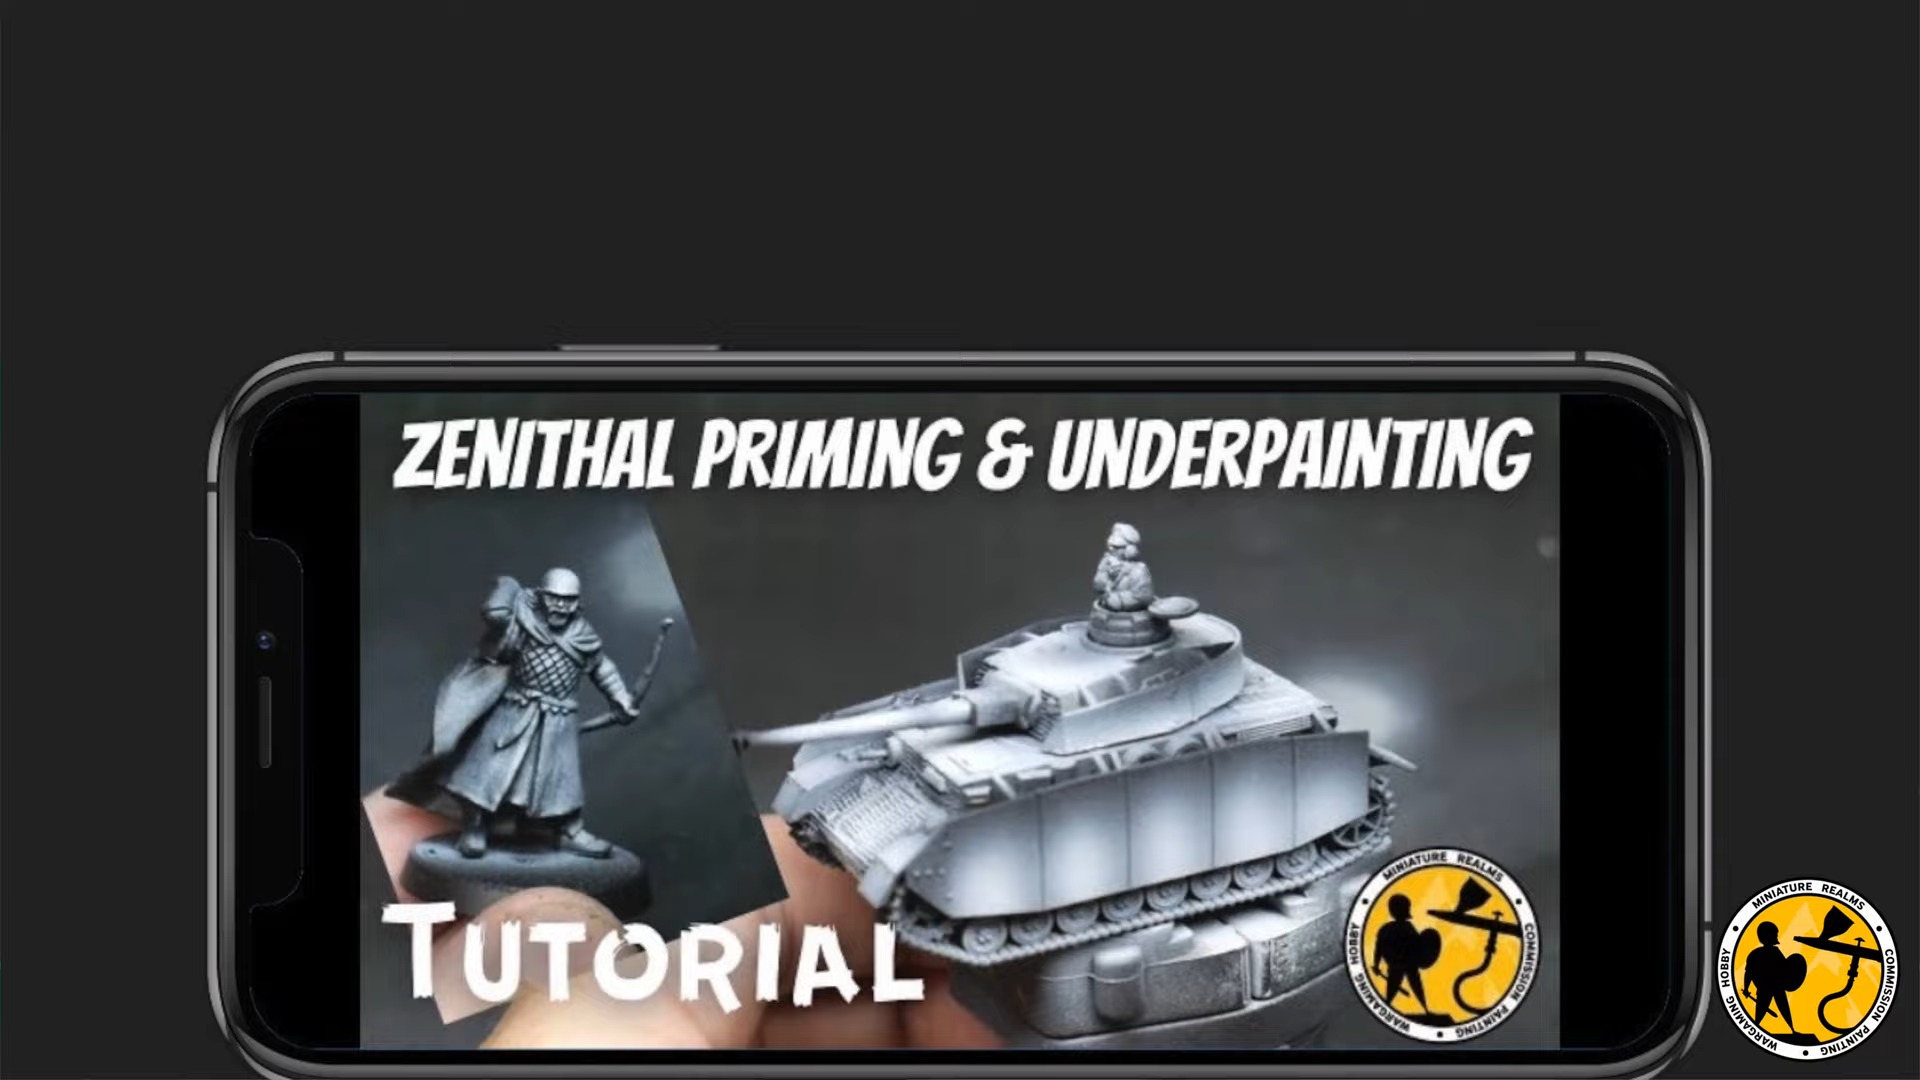 ZENITHAL PRIMING & UNDERPAINTING
TUTORIAL
MINIATURE REALMS
COMMISSION PAINTING
WARGAMING HOBBY
MINIATURE REALMS
COMMISSION PAINTING
WARGAMING HOBBY